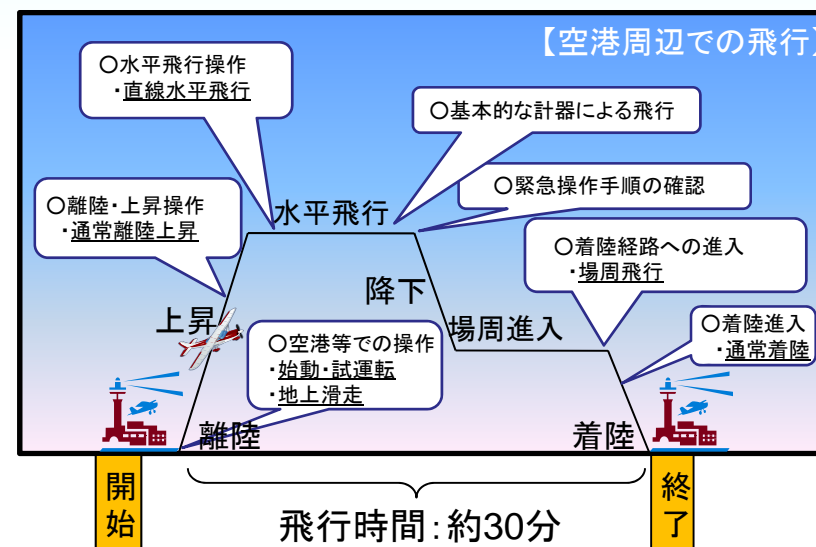 【空港周辺での飛行】
○水平飛行操作
・直線水平飛行
○基本的な計器による飛行
○離陸・上昇操作
・通常離陸上昇
○緊急操作手順の確認
水平飛行
○着陸経路への進入
・場周飛行
降下
上昇
場周進入
○着陸進入
・通常着陸
○空港等での操作
・始動・試運転
・地上滑走
離陸
着陸
開始
終了
飛行時間：約30分